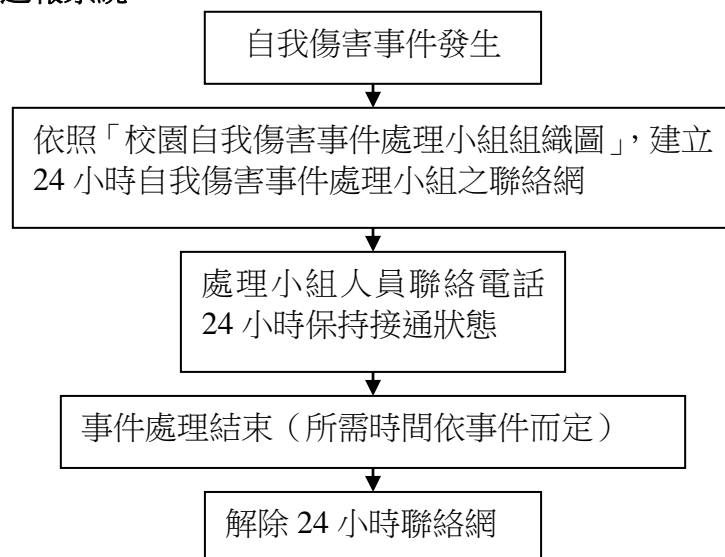 自我傷害事件發生
依照「校園自我傷害事件處理小組組織圖」，建立
24 小時自我傷害事件處理小組之聯絡網
處理小組人員聯絡電話
24 小時保持接通狀態
事件處理結束（所需時間依事件而定）
解除 24 小時聯絡網